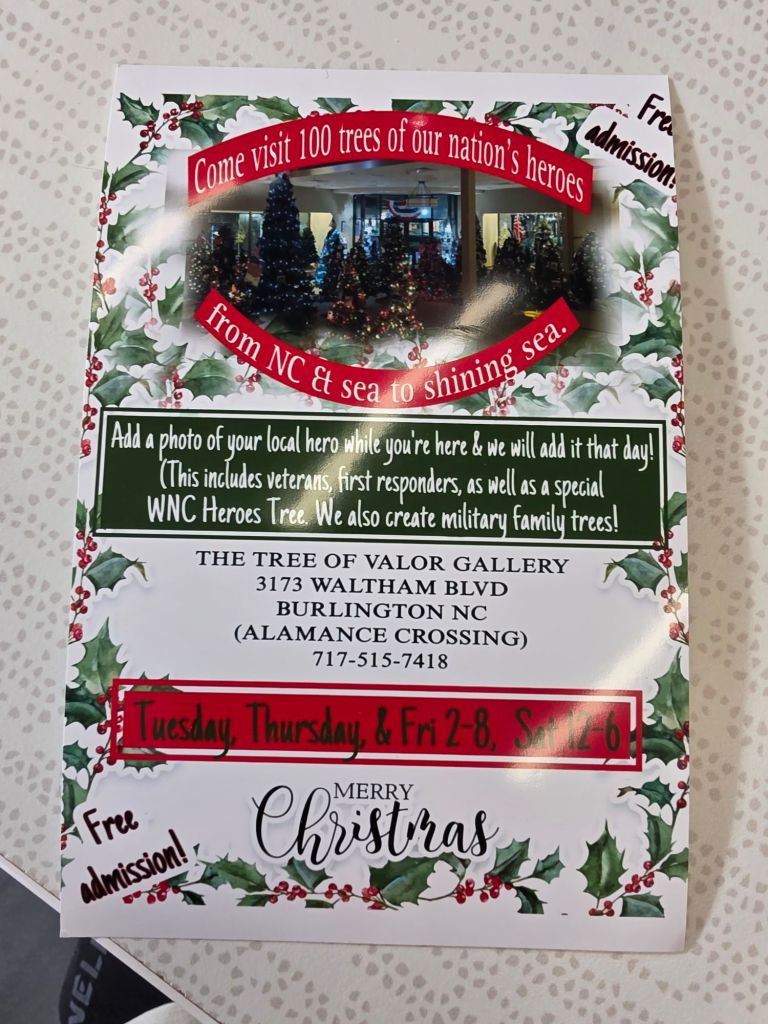 Free
admission!
Come visit 100 trees of our nation's heroes
from NC & sea to shining sea.
Add a photo of your local hero while you're here & we will add it that day!
(This includes veterans, first responders, as well as a special
WNC Heroes Tree. We also create military family trees!
THE TREE OF VALOR GALLERY
3173 WALTHAM BLVD
BURLINGTON NC
(ALAMANCE CROSSING)
717-515-7418
Tuesday, Thursday, & Fri 2-8, Sat 12-6
MERRY
Christmas
Free
admission!